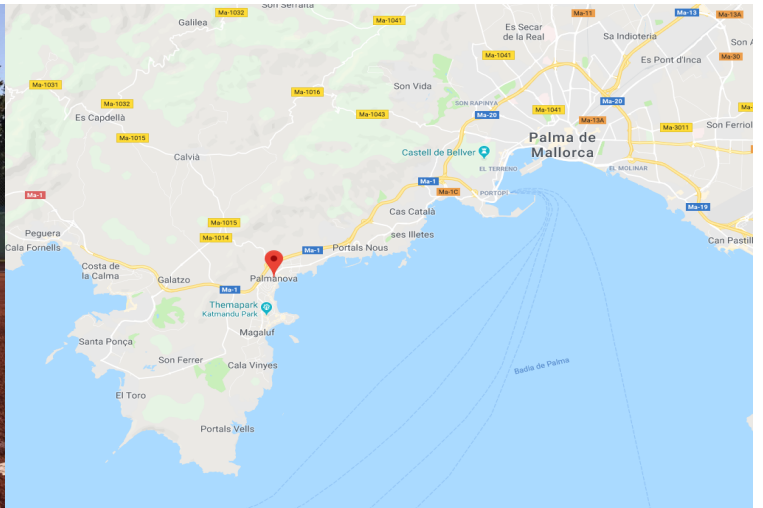 Son Serralta
Ma-1032
Galilea
Ma-1041
Ma-11
Ma-13
Ma-13A
Es Secar
de la Real
Sa Indioteria
Son
Ma-1041
Es Pont d'Inca
Ma-30
Ma-1031
Ma-1032
Ma-1016
Son Vida
SON RAPINYA
Ma-1041
Ma-20
Es Capdellà
Ma-1043
Ma-20
Ma-13A
Ma-3011
Son Ferriol
Ma-1015
Palma de
Mallorca
Calvià
Castell de Bellver
EL TERRENO
EL MOLINAR
Ma-1
Ma-1
Ma-1C
PORTOPÍ
Ma-19
Cas Català
Ma-1015
Peguera
Ma-1014
ses Illetes
Cala Fornells
Ma-1
Portals Nous
Can Pastill
Costa de
la Calma
Galatzo
Palmanova
Ma-1
Themapark
Katmandu Park
Magaluf
Santa Ponça
Son Ferrer
Cala Vinyes
Badia de Palma
El Toro
Portals Vells